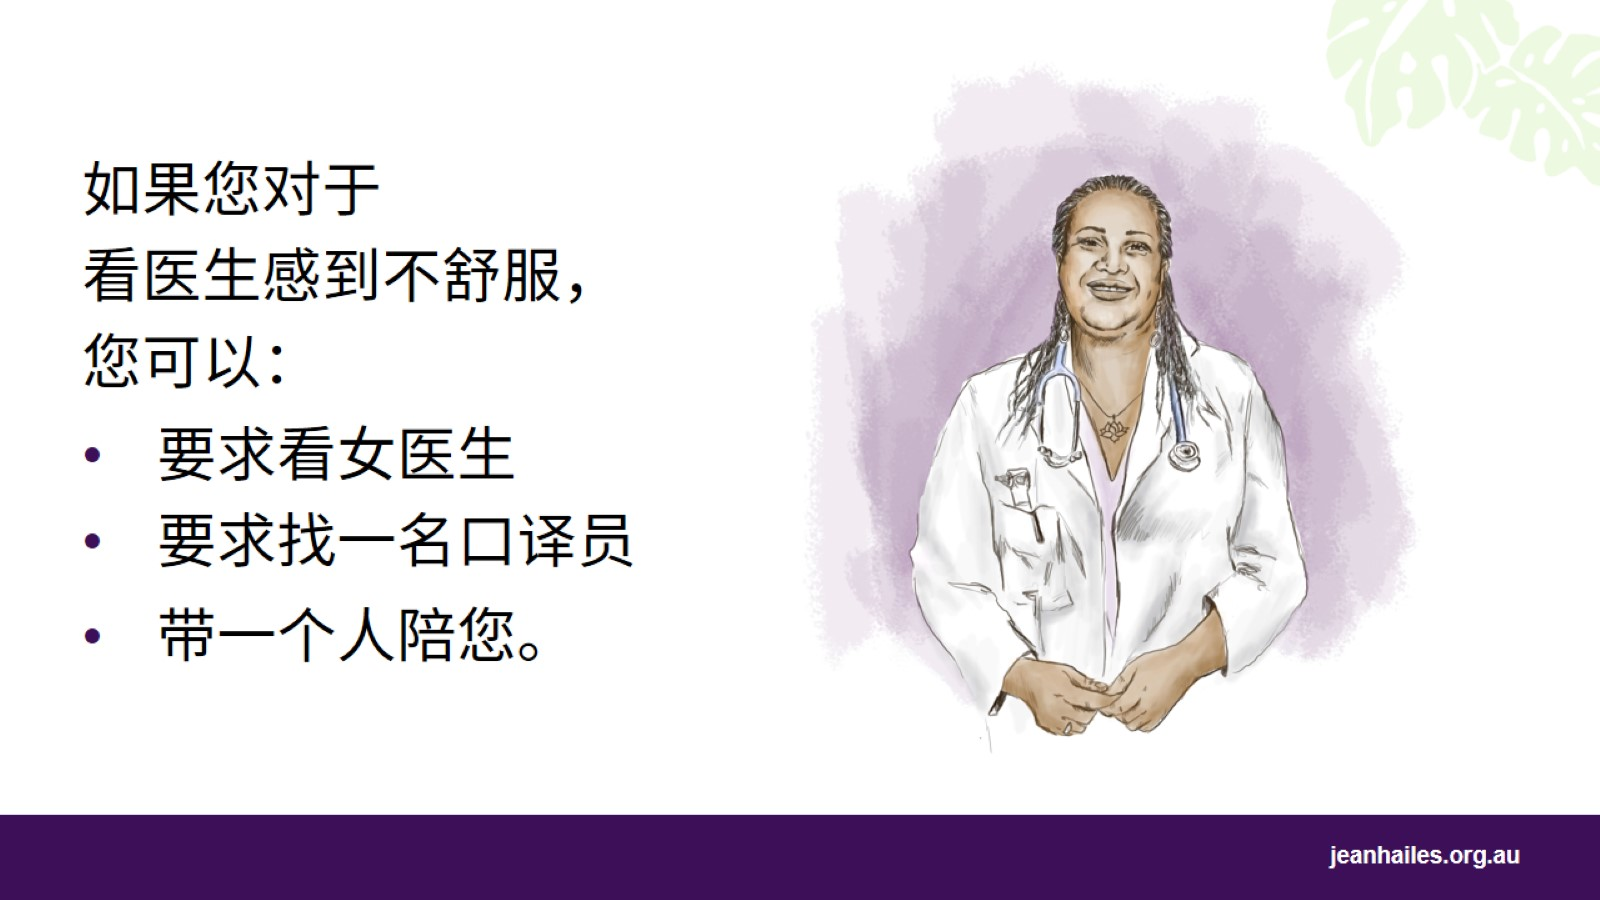 如果您对于
看医生感到不舒服，
您可以：
• 要求看女医生
• 要求找一名口译员
• 带一个人陪您。
jeanhailes.org.au